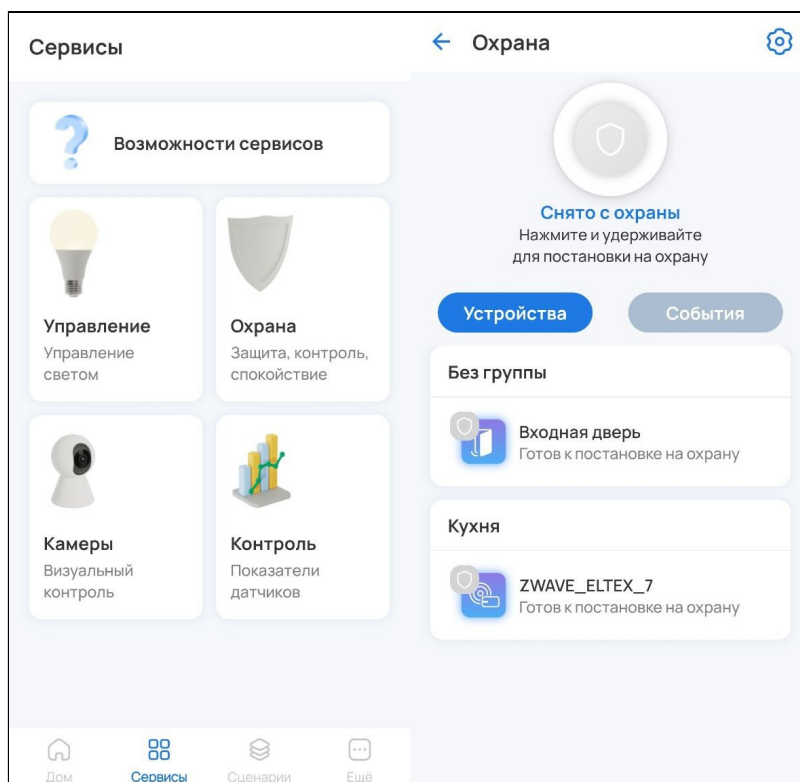 Сервисы
Возможности сервисов
Управление
Управление
светом
Охрана
Защита, контроль,
спокойствие
Камеры
Визуальный
контроль
Контроль
Показатели
датчиков
Дом
Сервисы
Сценарии
Ещё
Охрана
Снято с охраны
Нажмите и удерживайте
для постановки на охрану
Устройства
События
Без группы
Входная дверь
Готов к постановке на охрану
Кухня
ZWAVE_ELTEX_7
Готов к постановке на охрану